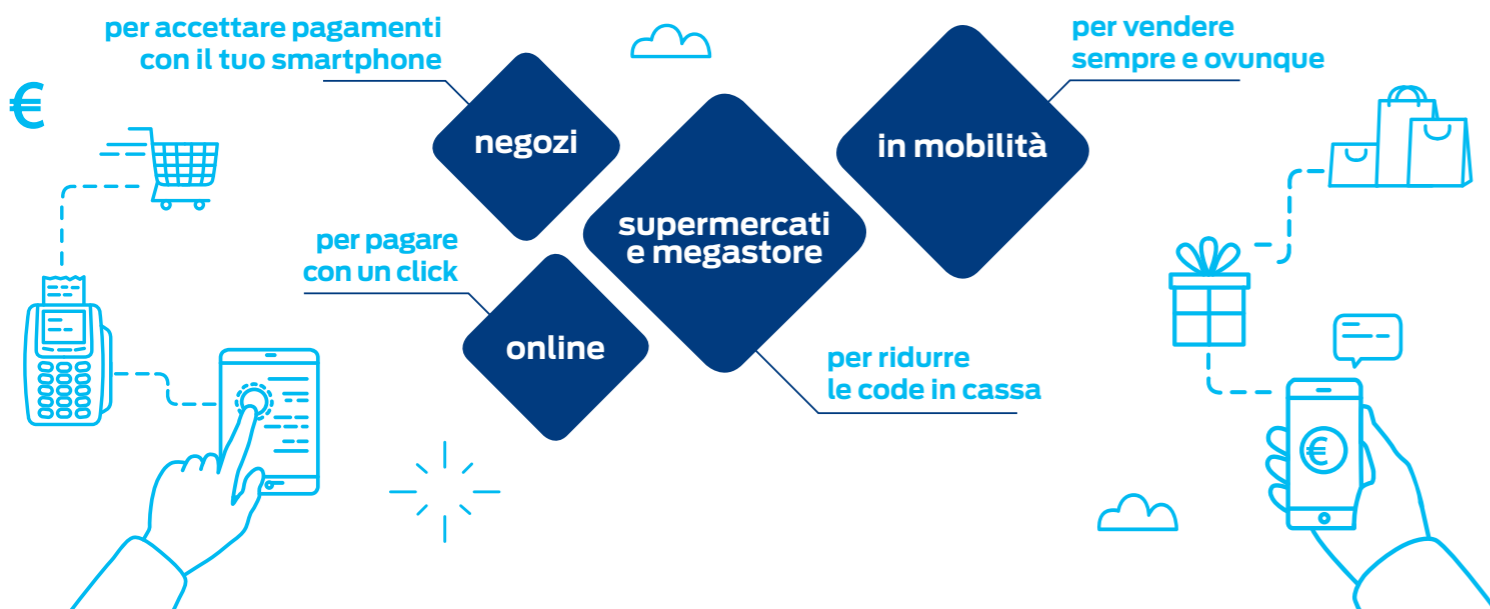 per accettare pagamenti
con il tuo smartphone
negozi
per pagare
con un click
online
supermercati
e megastore
per ridurre
le code in cassa
in mobilità
per vendere
sempre e ovunque
€
€